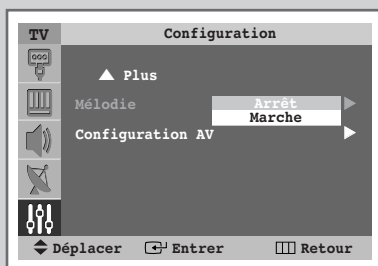 TV Configuration
Plus
Mélodie Arrêt
Marche
Configuration AV
Déplacer Entrer Retour